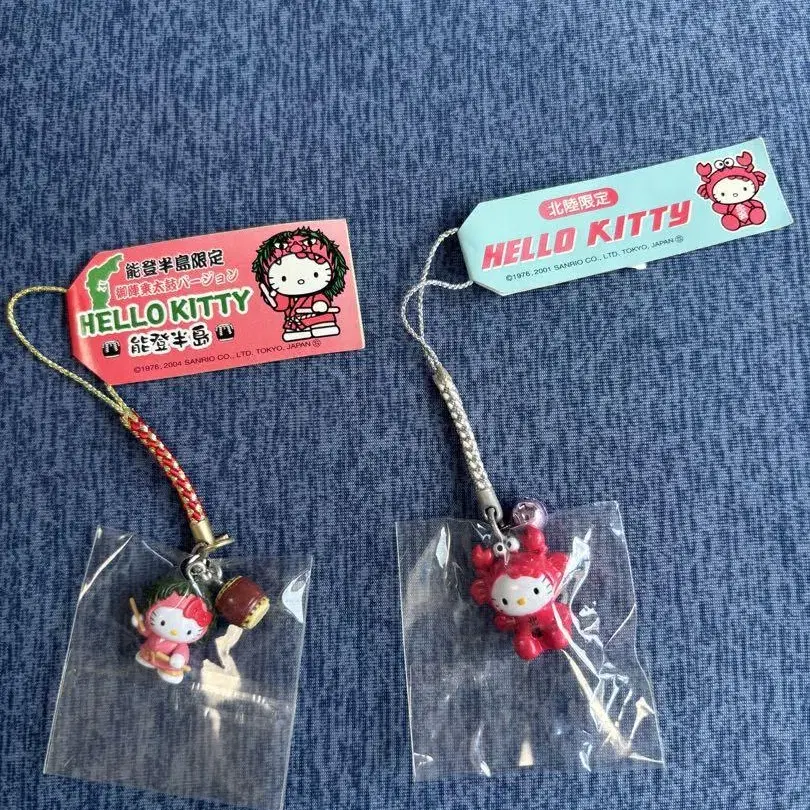 能登半島限定
御陣乗太鼓バージョン
HELLO KITTY
能登半島
©1976, 2004 SANRIO CO., LTD. TOKYO, JAPAN
北陸限定
HELLO KITTY
©1976, 2001 SANRIO CO., LTD. TOKYO, JAPAN